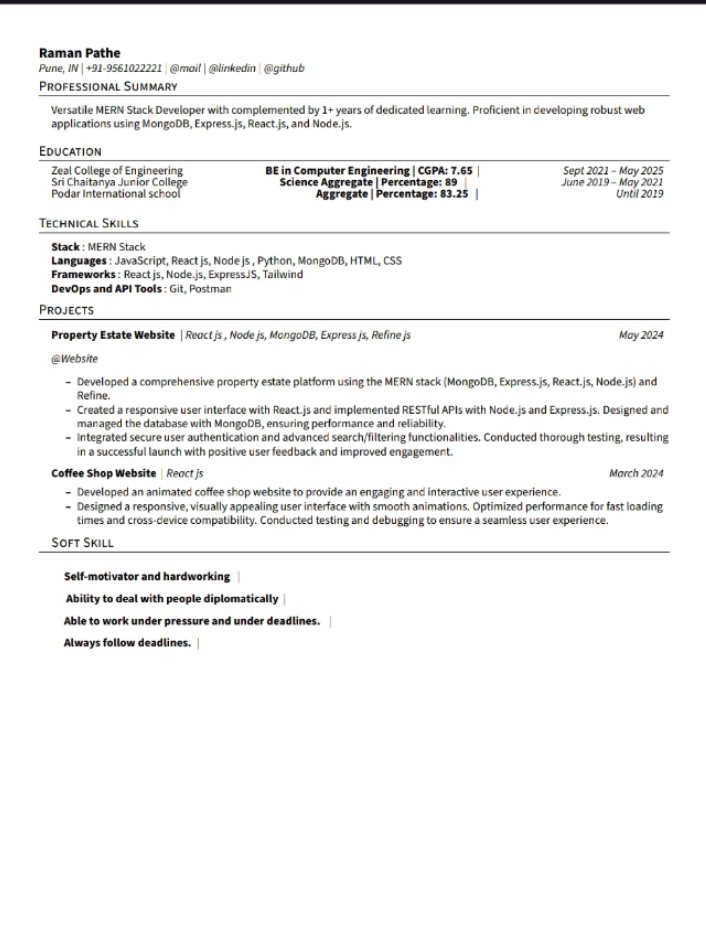 Raman Pathe
Pune, IN | +91-9561022221 | @mail | @linkedin | @github
Professional Summary
Versatile MERN Stack Developer with complemented by 1+ years of dedicated learning. Proficient in developing robust web
applications using MongoDB, Express.js, React.js, and Node.js.
Education
Zeal College of Engineering BE in Computer Engineering | CGPA: 7.65 | Sept 2021 – May 2025
Sri Chaitanya Junior College Science Aggregate | Percentage: 89 | June 2019 – May 2021
Podar International school Aggregate | Percentage: 83.25 | Until 2019
Technical Skills
Stack : MERN Stack
Languages : JavaScript, React js, Node js , Python, MongoDB, HTML, CSS
Frameworks : React js, Node.js, ExpressJS, Tailwind
DevOps and API Tools : Git, Postman
Projects
Property Estate Website | React js , Node js, MongoDB, Express js, Refine js May 2024
@Website
– Developed a comprehensive property estate platform using the MERN stack (MongoDB, Express.js, React.js, Node.js) and
Refine.
– Created a responsive user interface with React.js and implemented RESTful APIs with Node.js and Express.js. Designed and
managed the database with MongoDB, ensuring performance and reliability.
– Integrated secure user authentication and advanced search/filtering functionalities. Conducted thorough testing, resulting
in a successful launch with positive user feedback and improved engagement.
Coffee Shop Website | React js March 2024
– Developed an animated coffee shop website to provide an engaging and interactive user experience.
– Designed a responsive, visually appealing user interface with smooth animations. Optimized performance for fast loading
times and cross-device compatibility. Conducted testing and debugging to ensure a seamless user experience.
Soft Skill
Self-motivator and hardworking |
Ability to deal with people diplomatically |
Able to work under pressure and under deadlines. |
Always follow deadlines. |